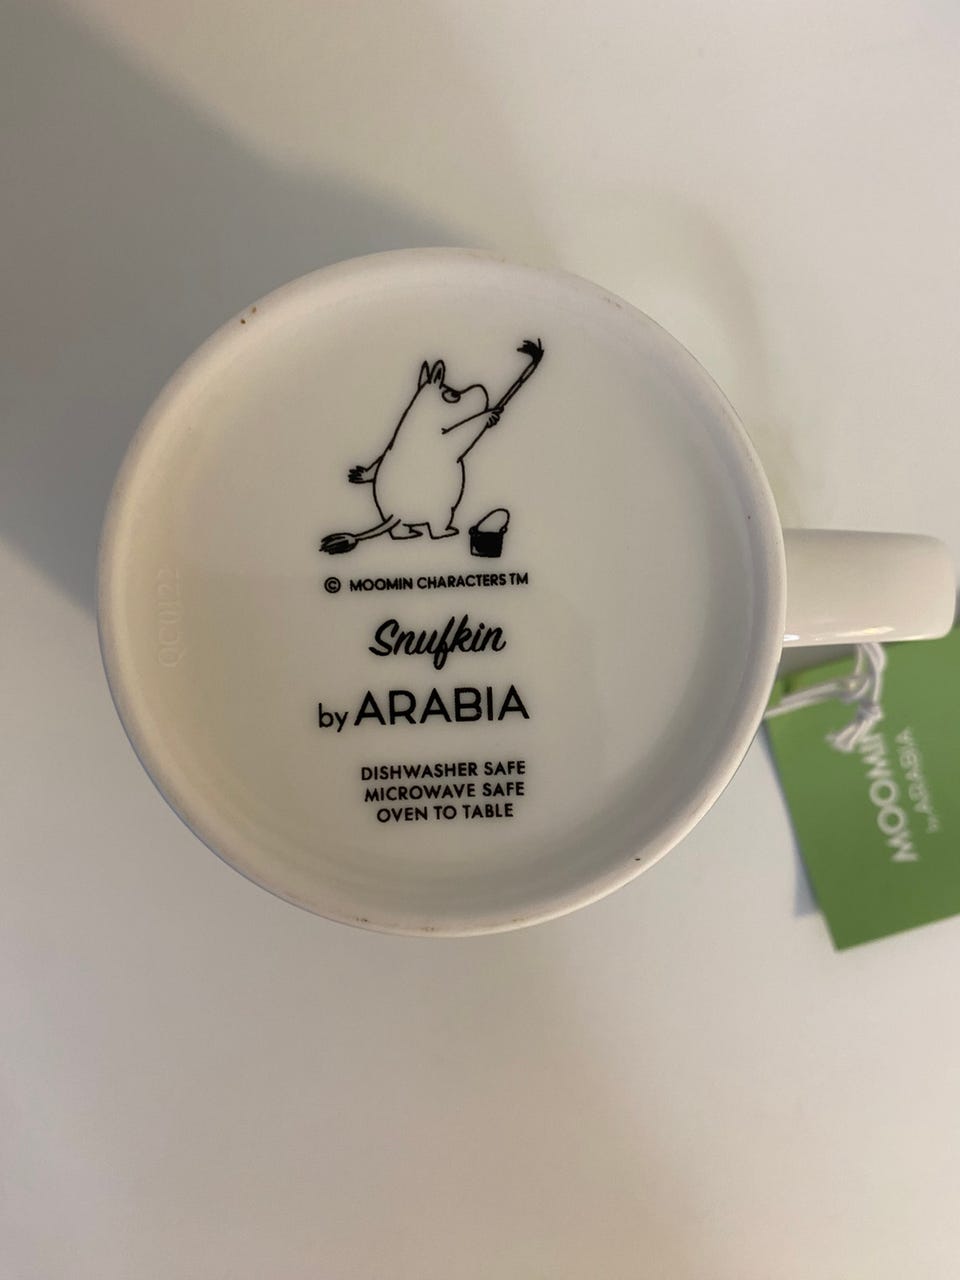 © MOOMIN CHARACTERS TM
Snufkin
by ARABIA
DISHWASHER SAFE
MICROWAVE SAFE
OVEN TO TABLE
QC0122
MOOMIN
by ARABIA